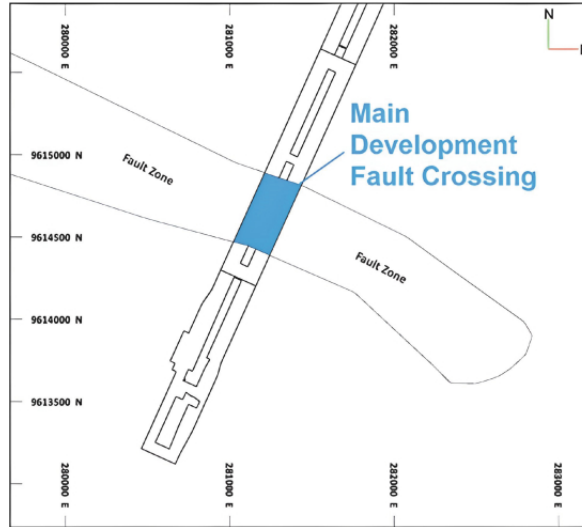 280000 E
281000 E
282000 E
N
E
Main
Development
Fault Crossing
9615000 N
Fault Zone
9614500 N
Fault Zone
9614000 N
9613500 N
280000 E
281000 E
282000 E
283000 E